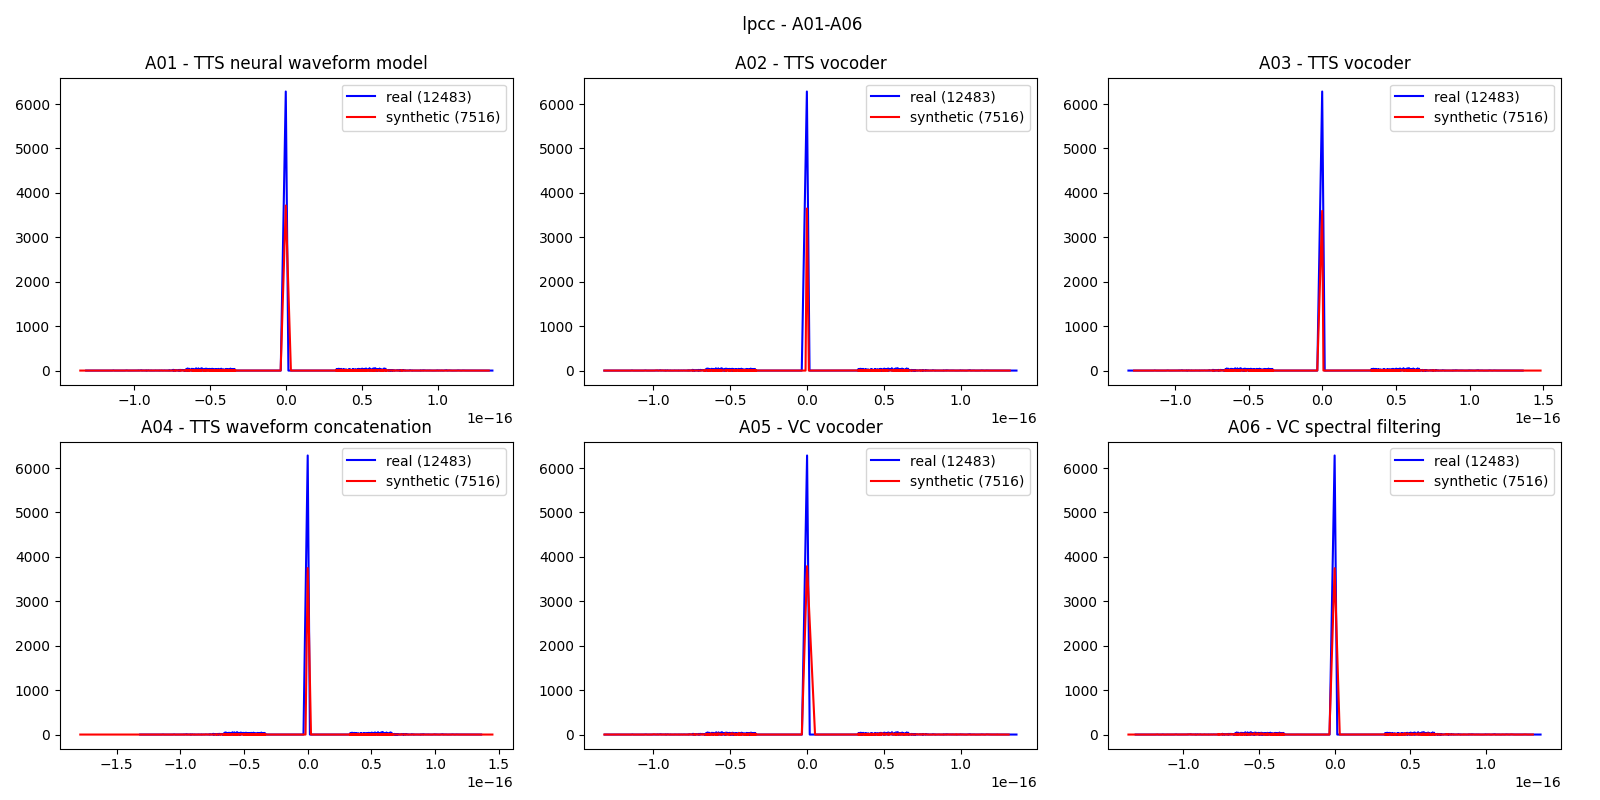 lpcc - A01-A06
A01 - TTS neural waveform model
real (12483)
synthetic (7516)
6000
5000
4000
3000
2000
1000
0
−1.0 −0.5 0.0 0.5 1.0
1e−16
A02 - TTS vocoder
real (12483)
synthetic (7516)
6000
5000
4000
3000
2000
1000
0
−1.0 −0.5 0.0 0.5 1.0
1e−16
A03 - TTS vocoder
real (12483)
synthetic (7516)
6000
5000
4000
3000
2000
1000
0
−1.0 −0.5 0.0 0.5 1.0 1.5
1e−16
A04 - TTS waveform concatenation
real (12483)
synthetic (7516)
6000
5000
4000
3000
2000
1000
0
−1.5 −1.0 −0.5 0.0 0.5 1.0 1.5
1e−16
A05 - VC vocoder
real (12483)
synthetic (7516)
6000
5000
4000
3000
2000
1000
0
−1.0 −0.5 0.0 0.5 1.0
1e−16
A06 - VC spectral filtering
real (12483)
synthetic (7516)
6000
5000
4000
3000
2000
1000
0
−1.0 −0.5 0.0 0.5 1.0
1e−16